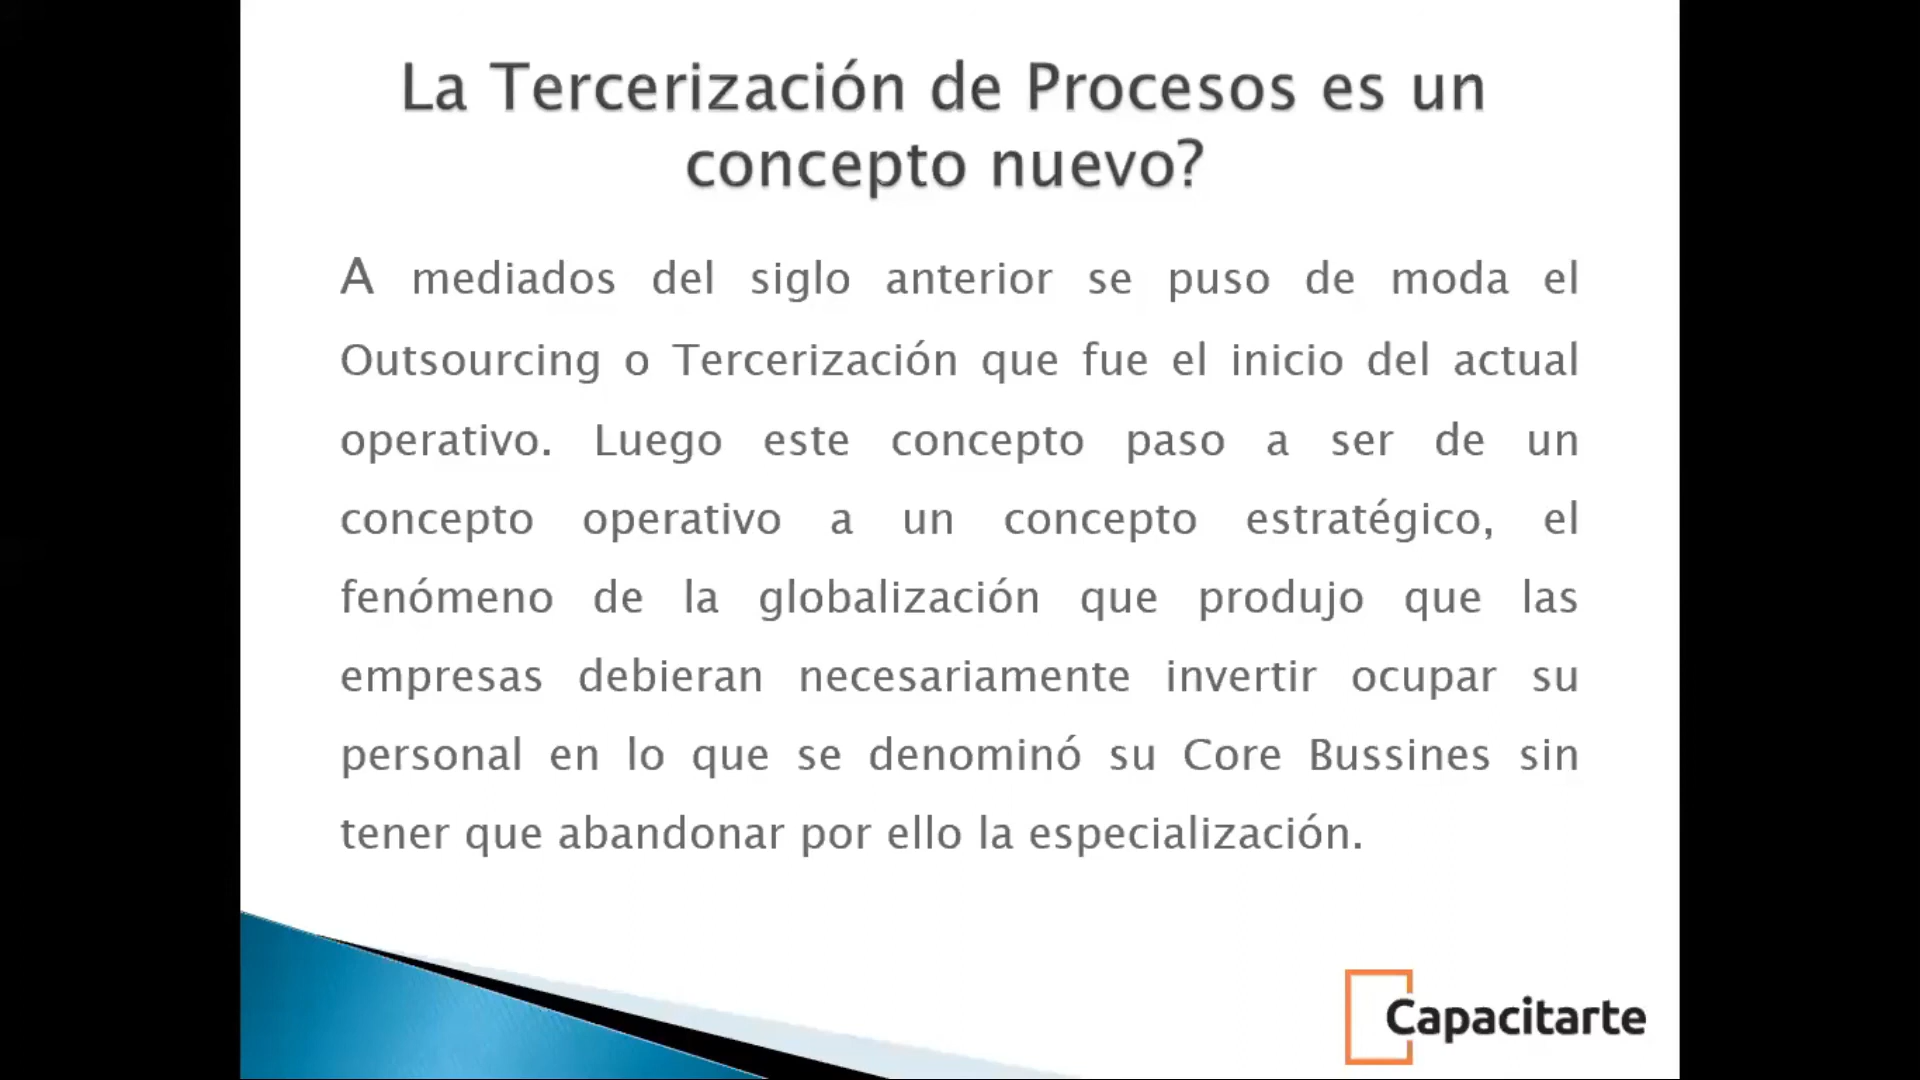 La Tercerización de Procesos es un
concepto nuevo?
A mediados del siglo anterior se puso de moda el
Outsourcing o Tercerización que fue el inicio del actual
operativo. Luego este concepto paso a ser de un
concepto operativo a un concepto estratégico, el
fenómeno de la globalización que produjo que las
empresas debieran necesariamente invertir ocupar su
personal en lo que se denominó su Core Bussines sin
tener que abandonar por ello la especialización.
Capacitarte